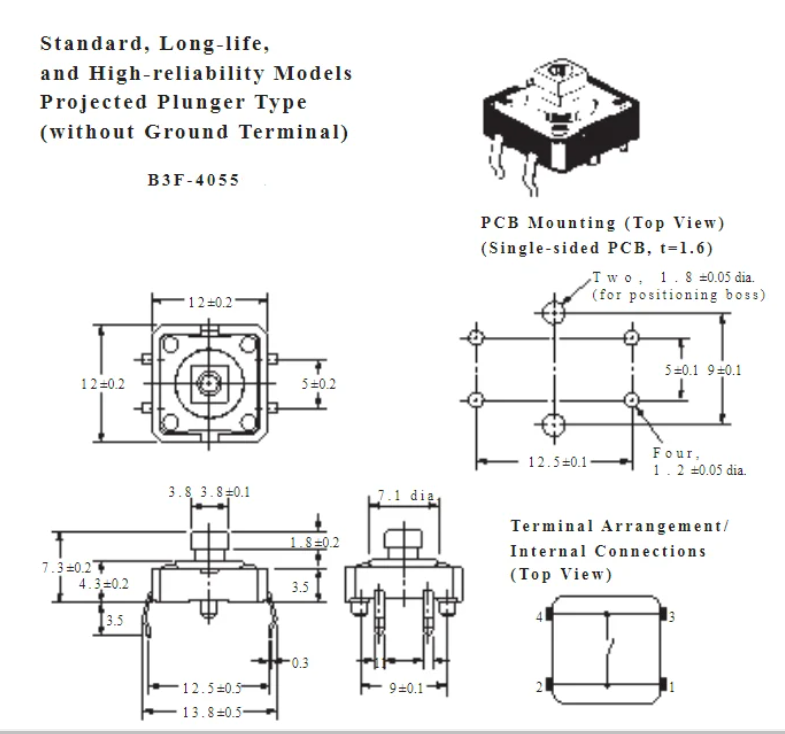 Standard, Long-life,
and High-reliability Models
Projected Plunger Type
(without Ground Terminal)
B3F-4055
PCB Mounting (Top View)
(Single-sided PCB, t=1.6)
Two, 1.8 ±0.05 dia.
(for positioning boss)
12±0.2
12±0.2
5±0.2
5±0.1 9±0.1
12.5±0.1
Four,
1.2 ±0.05 dia.
3.8 3.8±0.1
1.8±0.2
7.3±0.2
4.3±0.2
3.5
3.5
0.3
12.5±0.5
13.8±0.5
7.1 dia.
9±0.1
Terminal Arrangement/
Internal Connections
(Top View)
4 3
2 1